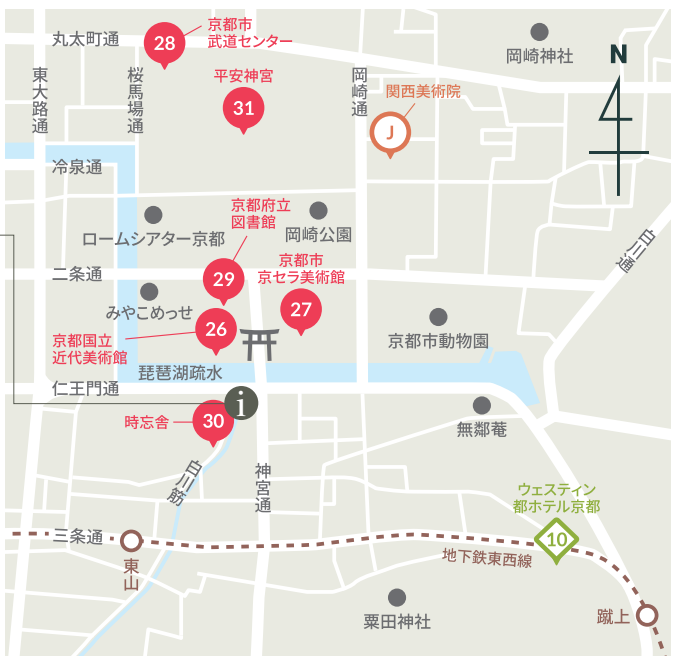 京都市
武道センター
28
丸太町通
岡崎神社
N
東大路通
桜馬場通
平安神宮
31
岡崎通
関西美術院
J
冷泉通
京都府立
図書館
ロームシアター京都
岡崎公園
白川通
二条通
29
京都市
京セラ美術館
27
みやこめっせ
26
京都国立
近代美術館
京都市動物園
琵琶湖疏水
仁王門通
i
時忘舎
30
無鄰菴
白川筋
神宮通
ウェスティン
都ホテル京都
10
三条通
東山
地下鉄東西線
粟田神社
蹴上